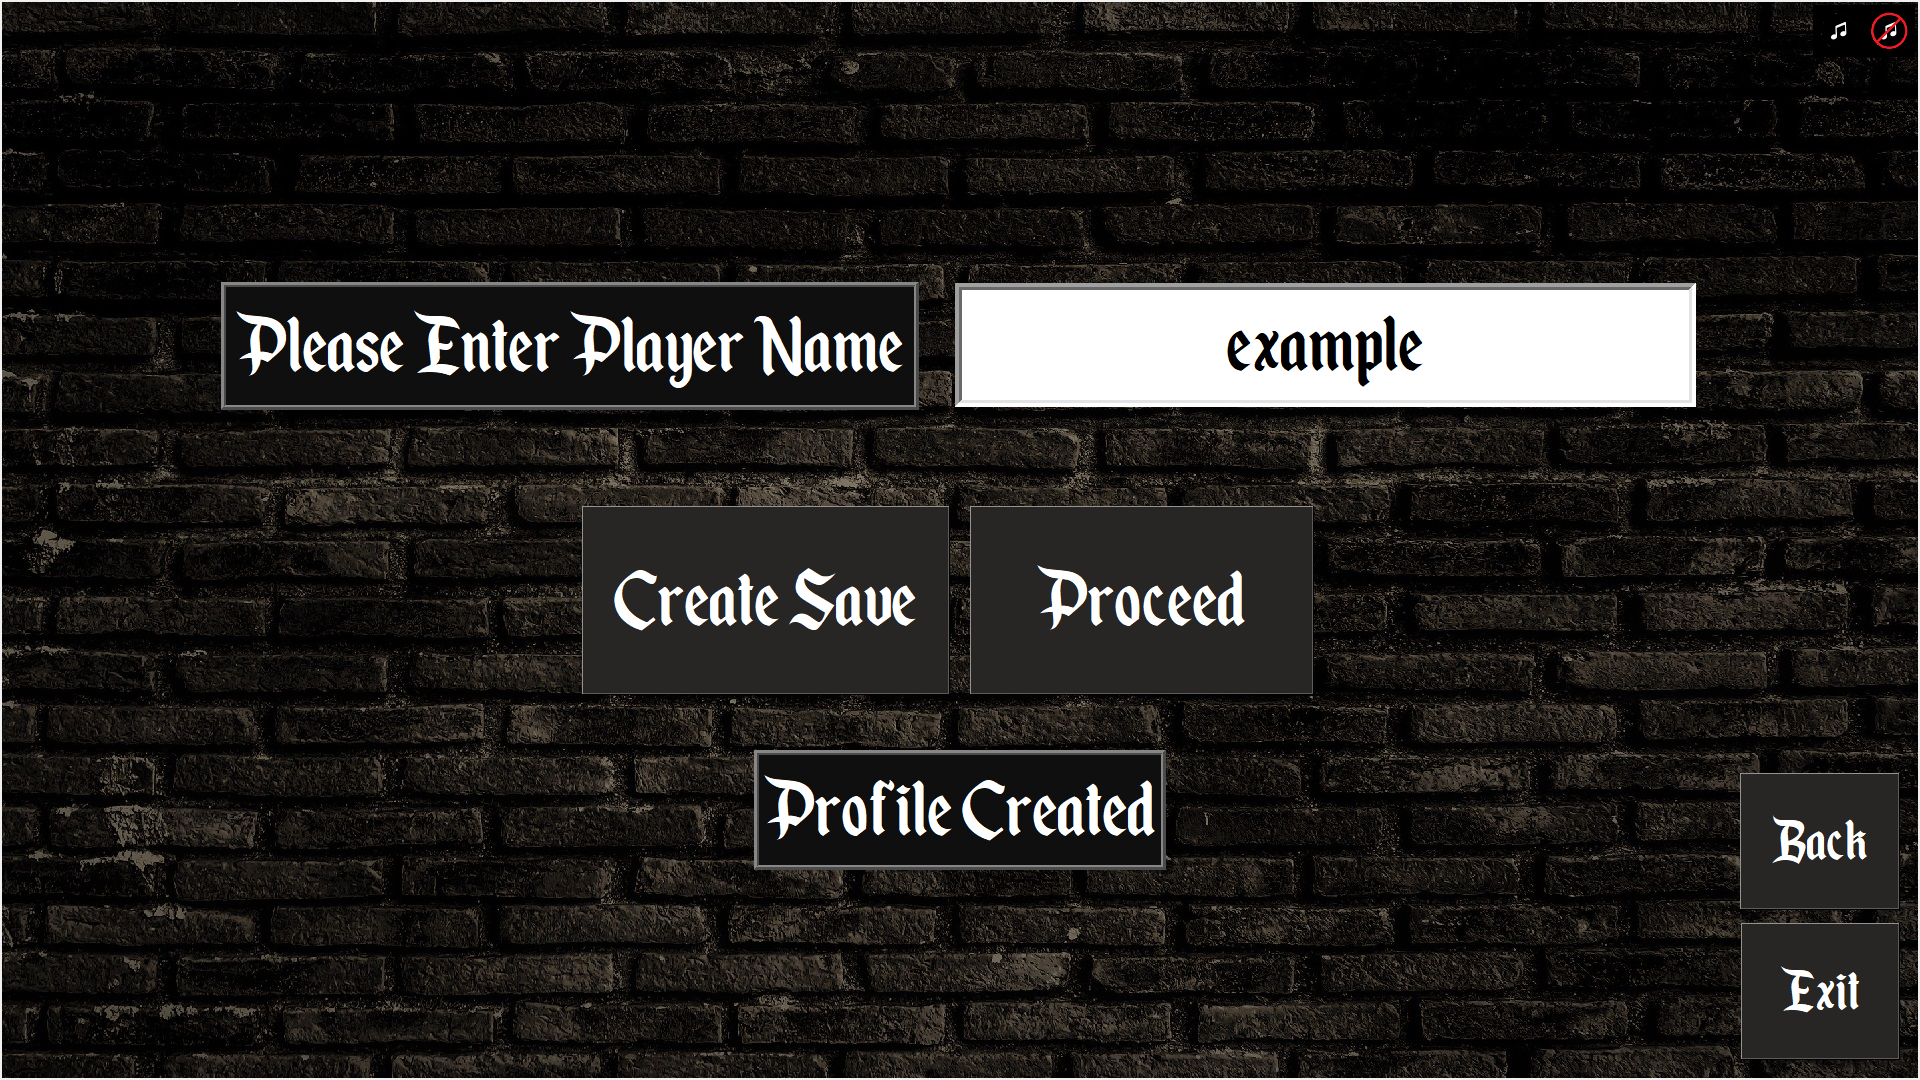 Please Enter Player Name
example
Create Save
Proceed
Profile Created
Back
Exit